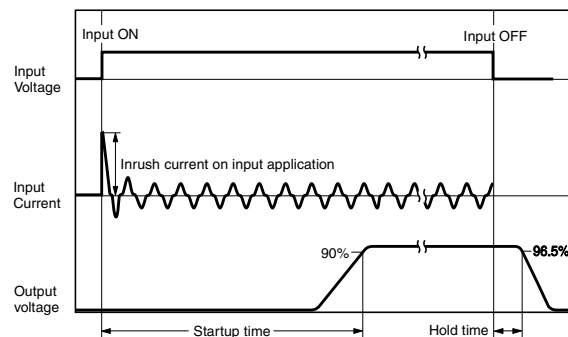 Input ON
Input OFF
Input
Voltage
Inrush current on input application
Input
Current
90%
96.5%
Output
voltage
Startup time
Hold time